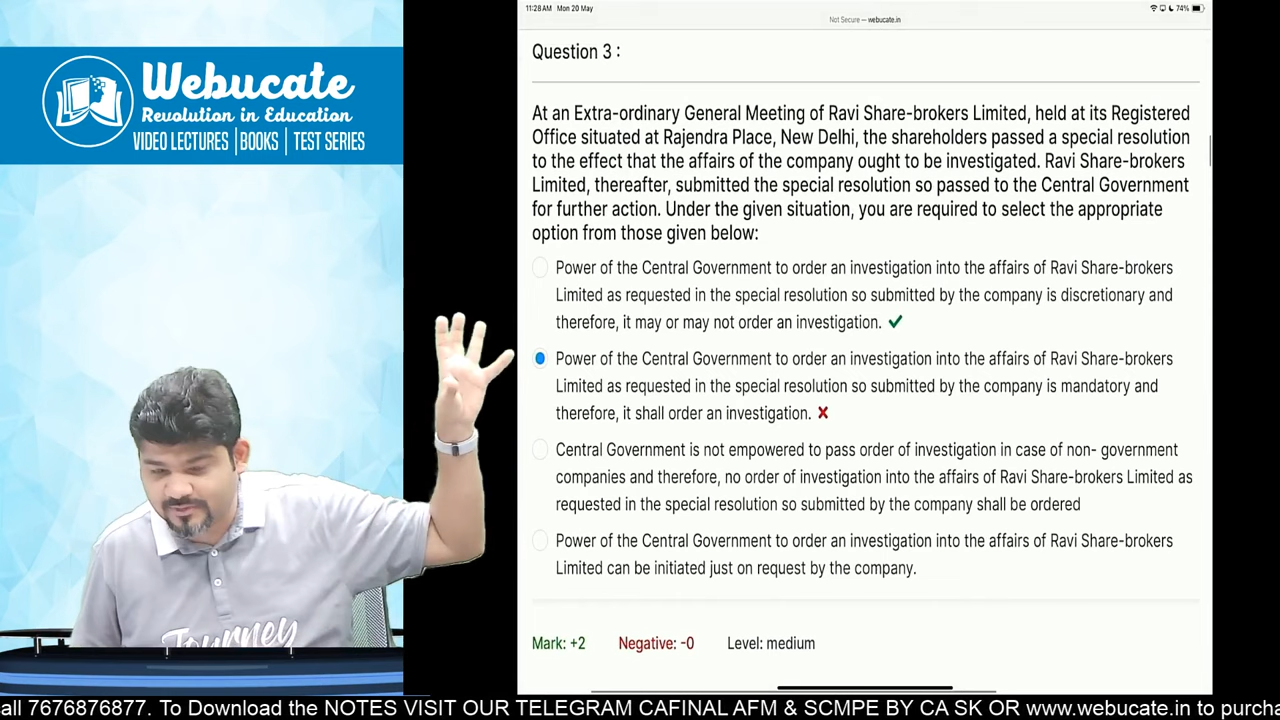 11:28 AM Mon 20 May
74%
Not Secure — webucate.in
Webucate
Revolution in Education
VIDEO LECTURES | BOOKS | TEST SERIES
Question 3 :
At an Extra-ordinary General Meeting of Ravi Share-brokers Limited, held at its Registered
Office situated at Rajendra Place, New Delhi, the shareholders passed a special resolution
to the effect that the affairs of the company ought to be investigated. Ravi Share-brokers
Limited, thereafter, submitted the special resolution so passed to the Central Government
for further action. Under the given situation, you are required to select the appropriate
option from those given below:
Power of the Central Government to order an investigation into the affairs of Ravi Share-brokers
Limited as requested in the special resolution so submitted by the company is discretionary and
therefore, it may or may not order an investigation.
Power of the Central Government to order an investigation into the affairs of Ravi Share-brokers
Limited as requested in the special resolution so submitted by the company is mandatory and
therefore, it shall order an investigation.
Central Government is not empowered to pass order of investigation in case of non- government
companies and therefore, no order of investigation into the affairs of Ravi Share-brokers Limited as
requested in the special resolution so submitted by the company shall be ordered
Power of the Central Government to order an investigation into the affairs of Ravi Share-brokers
Limited can be initiated just on request by the company.
Mark: +2 Negative: -0 Level: medium
Journey
all 7676876877. To Download the NOTES VISIT OUR TELEGRAM CAFINAL AFM & SCMPE BY CA SK OR www.webucate.in to purcha